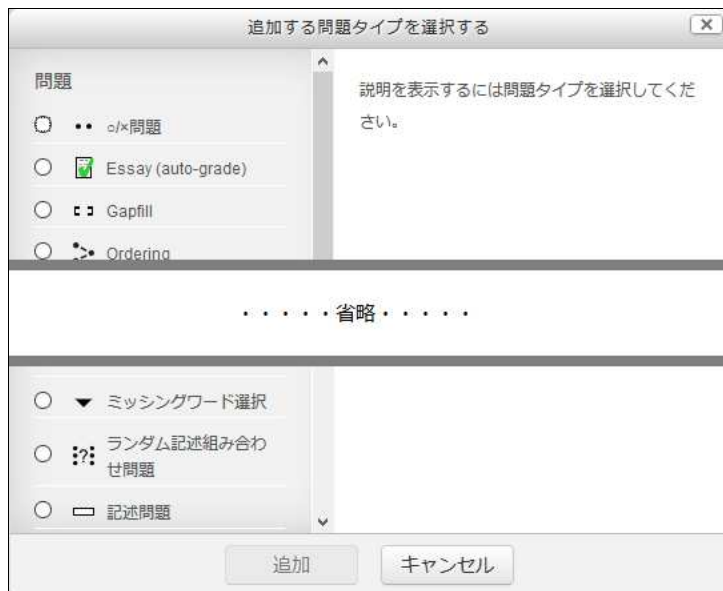 追加する問題タイプを選択する
問題
○/×問題
Essay (auto-grade)
Gapfill
Ordering
説明を表示するには問題タイプを選択してくだ
さい。
・・・・・省略・・・・・
ミッシングワード選択
ランダム記述組み合わ
せ問題
記述問題
追加
キャンセル